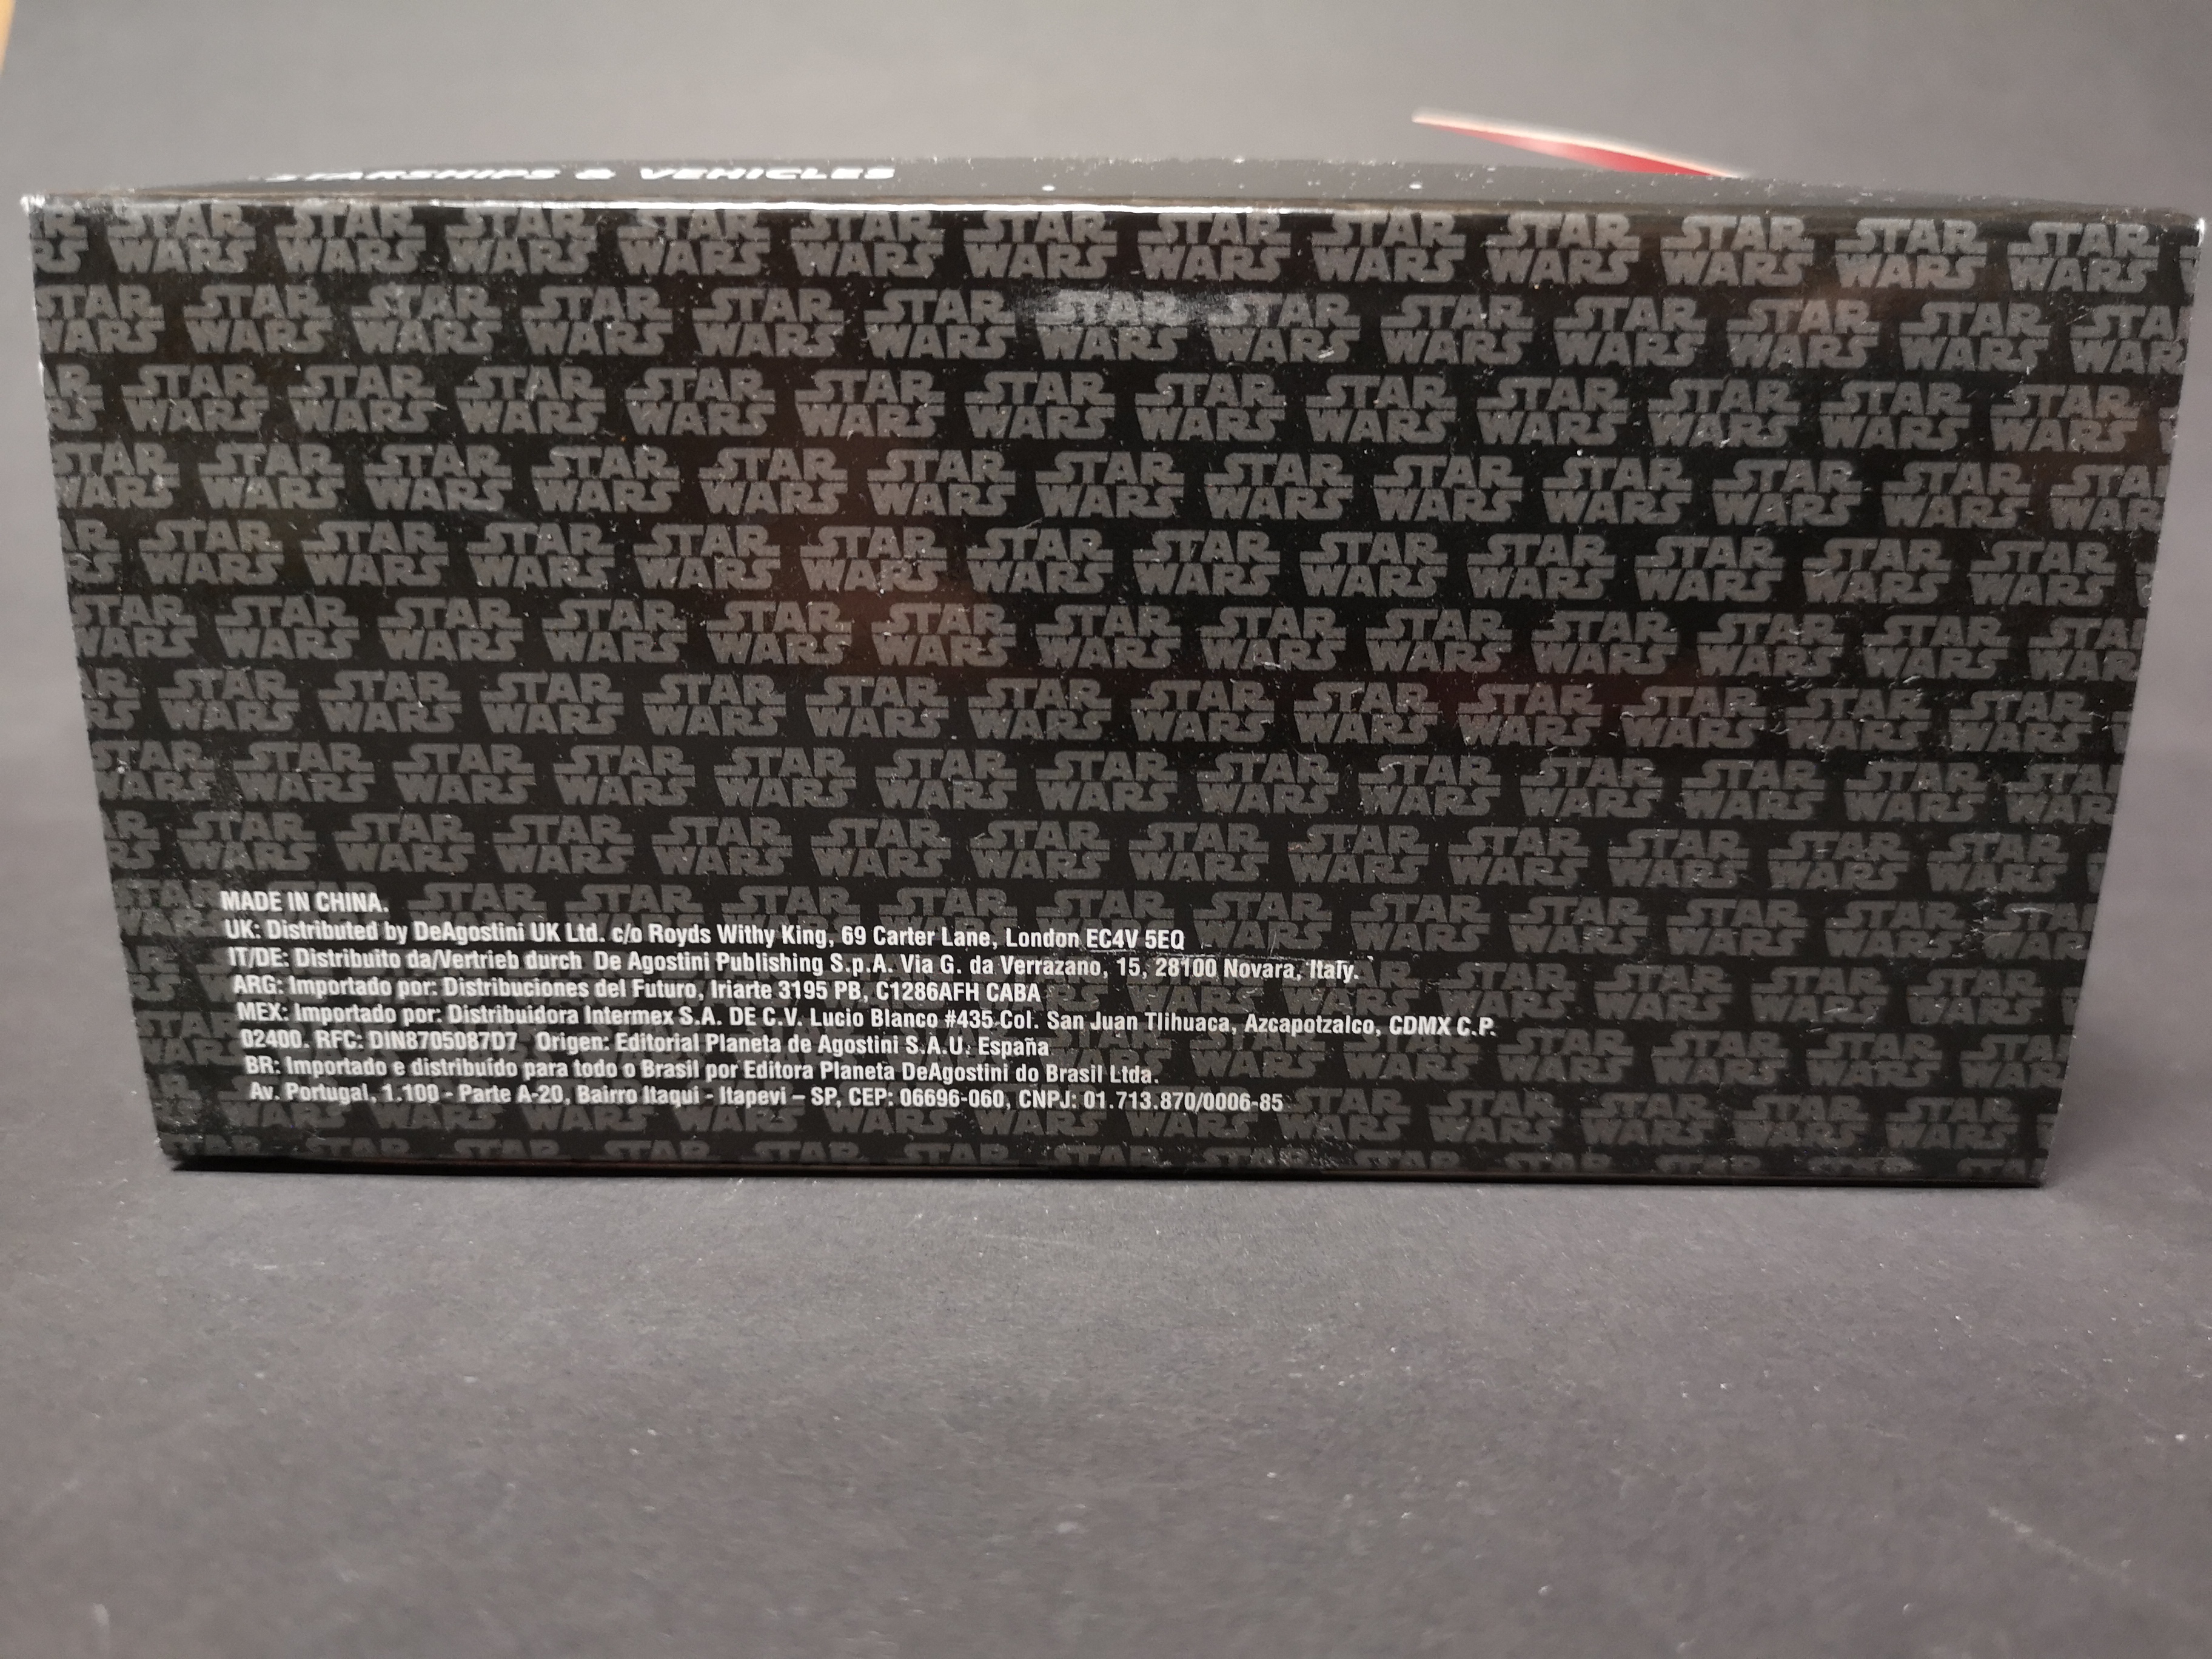 STARSHIPS & VEHICLES
STAR WARS
MADE IN CHINA.
UK: Distributed by DeAgostini UK Ltd. c/o Royds Withy King, 69 Carter Lane, London EC4V 5EQ
IT/DE: Distribuito da/Vertrieb durch De Agostini Publishing S.p.A. Via G. da Verrazano, 15, 28100 Novara, Italy.
ARG: Importado por: Distribuciones del Futuro, Iriarte 3195 PB, C1286AFH CABA
MEX: Importado por: Distribuidora Intermex S.A. DE C.V. Lucio Blanco #435 Col. San Juan Tlihuaca, Azcapotzalco, CDMX C.P.
02400. RFC: DIN8705087D7 Origen: Editorial Planeta de Agostini S.A.U. España
BR: Importado e distribuído para todo o Brasil por Editora Planeta DeAgostini do Brasil Ltda.
Av. Portugal, 1.100 - Parte A-20, Bairro Itaqui - Itapevi – SP, CEP: 06696-060, CNPJ: 01.713.870/0006-85